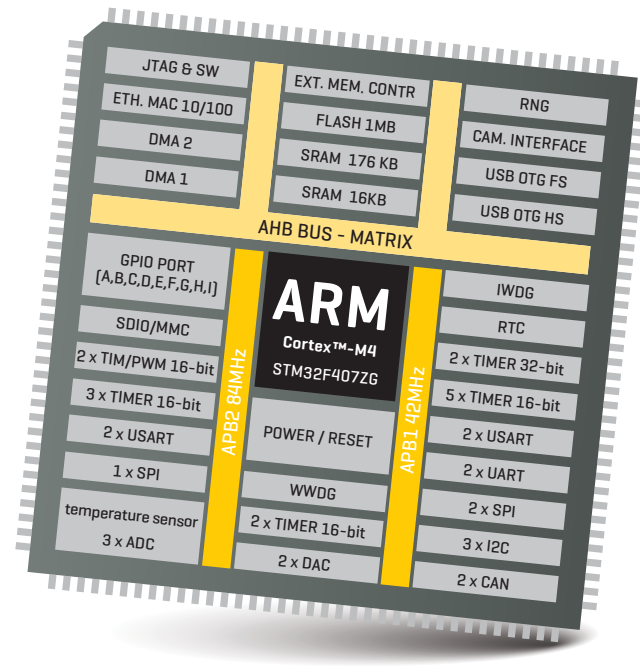 JTAG & SW
ETH. MAC 10/100
DMA 2
DMA 1
EXT. MEM. CONTR
FLASH 1MB
SRAM 176 KB
SRAM 16KB
RNG
CAM. INTERFACE
USB OTG FS
USB OTG HS
AHB BUS - MATRIX
GPIO PORT
(A,B,C,D,E,F,G,H,I)
SDIO/MMC
2 x TIM/PWM 16-bit
3 x TIMER 16-bit
2 x USART
1 x SPI
temperature sensor
3 x ADC
APB2 84MHz
ARM
Cortex™-M4
STM32F407ZG
POWER / RESET
WWDG
2 x TIMER 16-bit
2 x DAC
APB1 42MHz
IWDG
RTC
2 x TIMER 32-bit
5 x TIMER 16-bit
2 x USART
2 x UART
2 x SPI
3 x I2C
2 x CAN